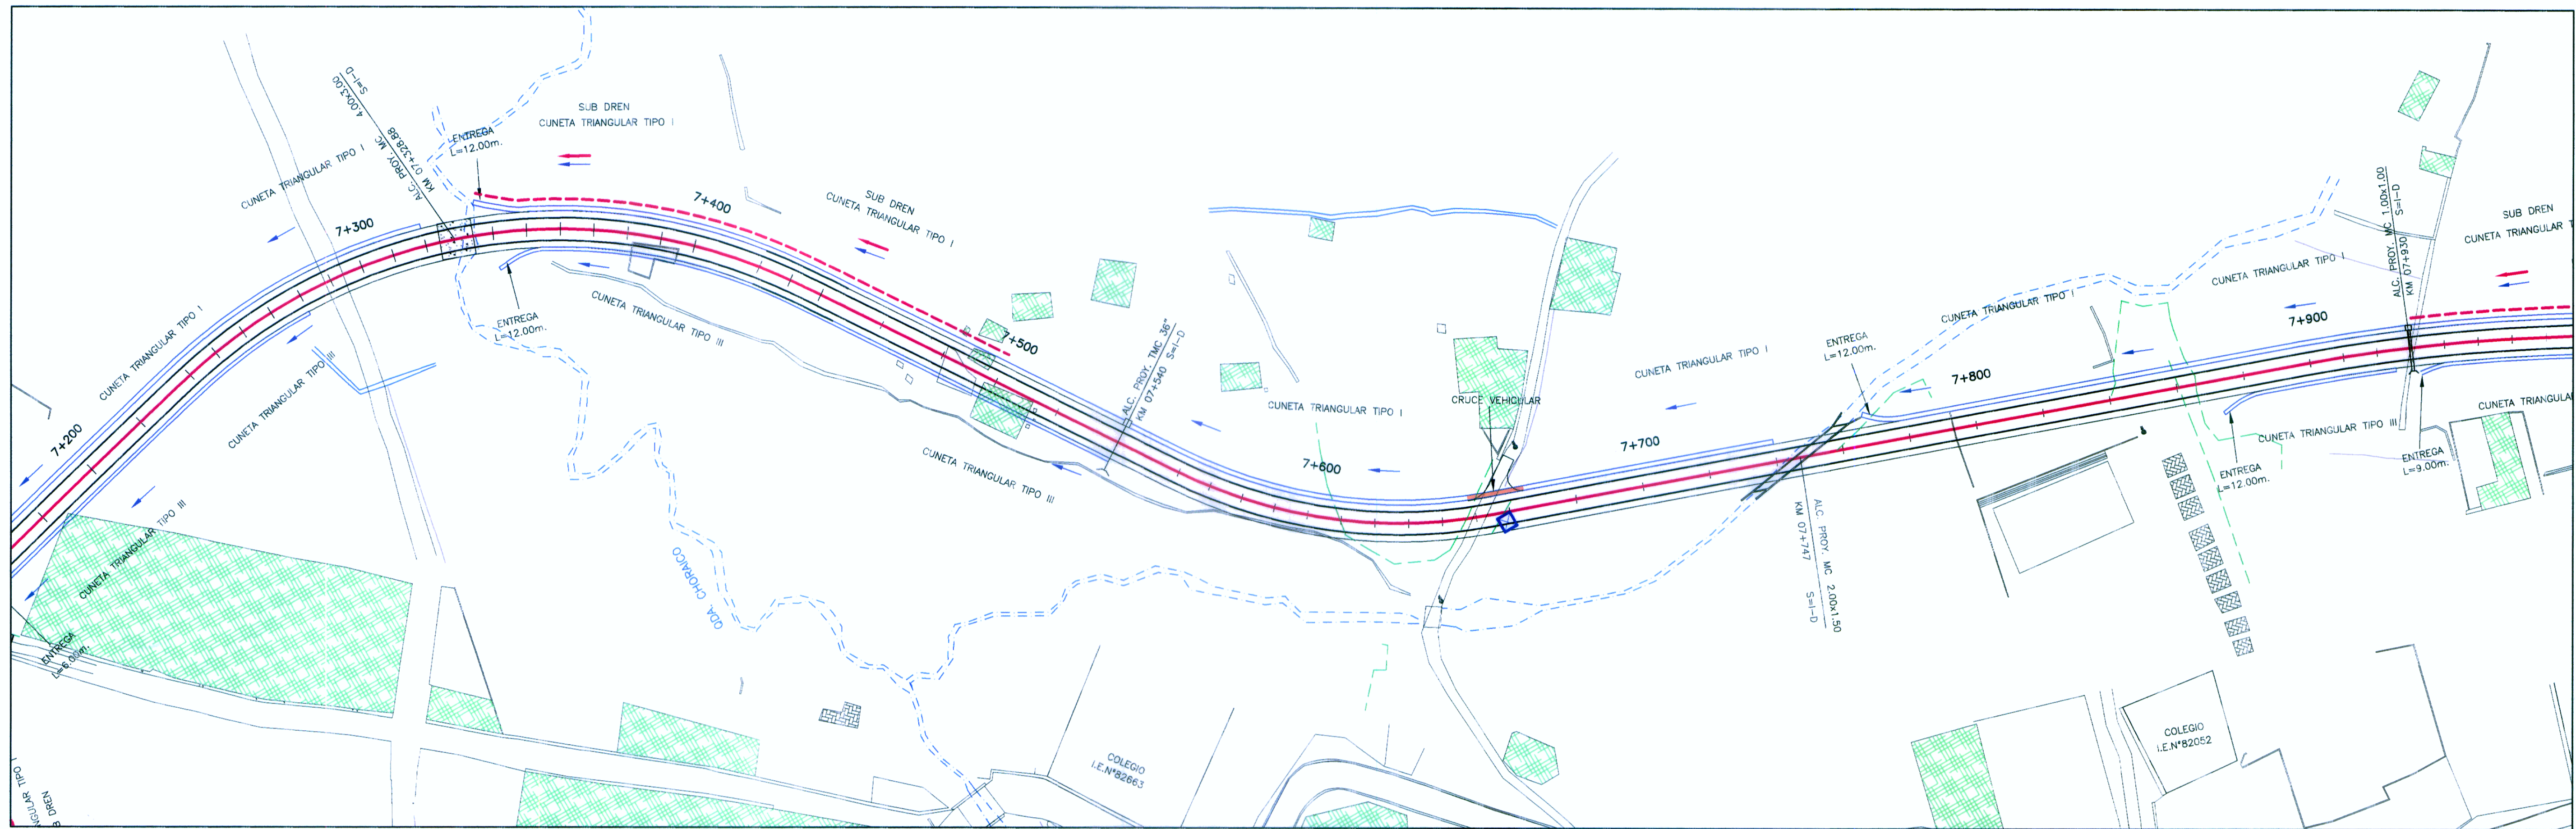 SUB DREN
CUNETA TRIANGULAR TIPO I
ENTREGA
L=12.00m.
ALC. PROY. MC 4.00x3.00
KM 07+328.88 S=I-D
CUNETA TRIANGULAR TIPO I
7+300
7+400
SUB DREN
CUNETA TRIANGULAR TIPO I
CUNETA TRIANGULAR TIPO I
7+200
CUNETA TRIANGULAR TIPO III
CUNETA TRIANGULAR TIPO III
ENTREGA
L=6.00m.
ENTREGA
L=12.00m.
CUNETA TRIANGULAR TIPO III
7+500
ALC. PROY. TMC 36"
KM 07+540 S=I-D
CUNETA TRIANGULAR TIPO III
CUNETA TRIANGULAR TIPO I
7+600
CRUCE VEHICULAR
CUNETA TRIANGULAR TIPO I
7+700
ALC PROY. MC 2.00x1.50
KM 07+747 S=I-D
ENTREGA
L=12.00m.
CUNETA TRIANGULAR TIPO I
7+800
CUNETA TRIANGULAR TIPO I
7+900
ALC. PROY. MC 1.00x1.00
KM 07+930 S=I-D
SUB DREN
CUNETA TRIANGULAR T
CUNETA TRIANGULAR TIPO III
ENTREGA
L=12.00m.
ENTREGA
L=9.00m.
CUNETA TRIANGULA
QDA. CHORAICO
COLEGIO
I.E.N°82663
COLEGIO
I.E.N°82052
NGULAR TIPO I
B DREN